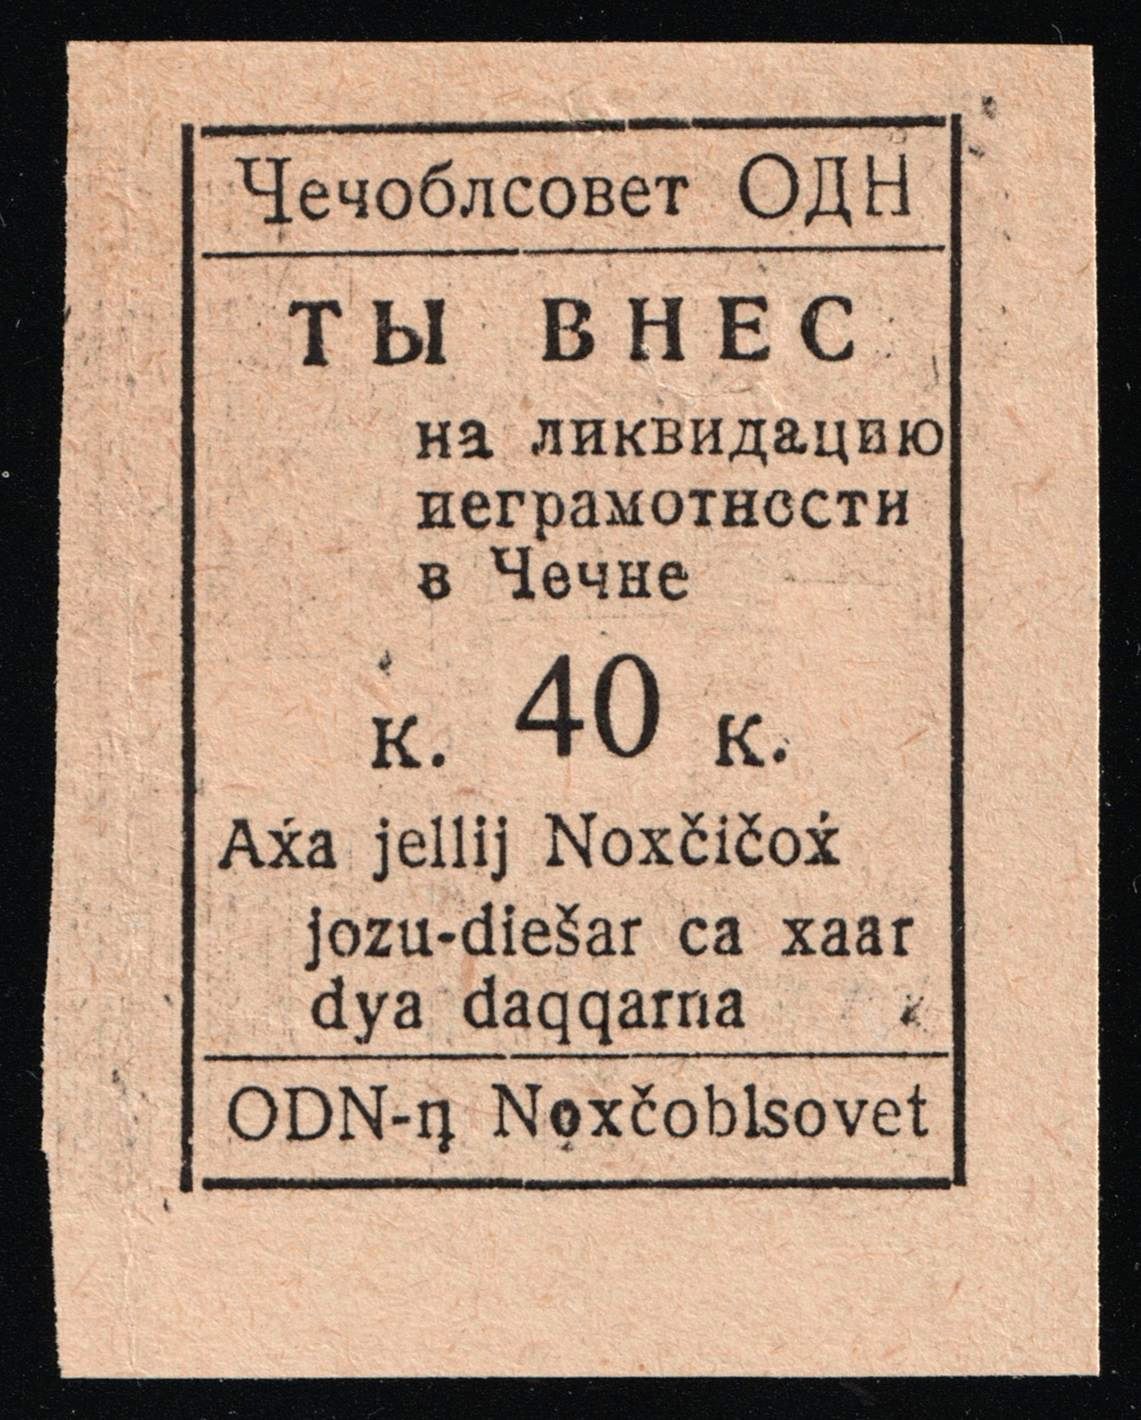 Чечоблсовет ОДН
ТЫ ВНЕС
на ликвидацию
неграмотности
в Чечне
к. 40 к.
Aẋa jellij Noxčičoẋ
jozu-diešar ca xaar
dya daqqarna
ODN-ņ Noxčoblsovet